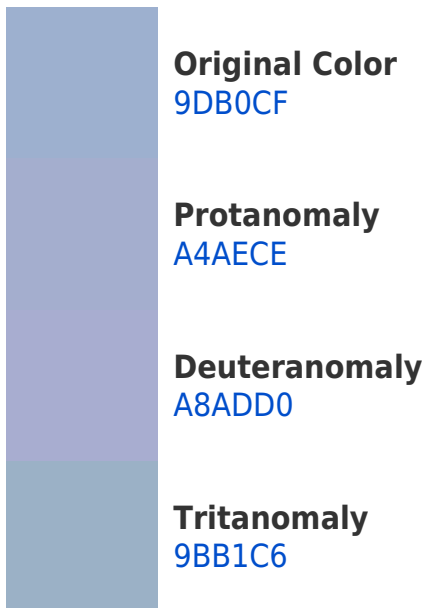 Original Color
9DB0CF
Protanomaly
A4AECE
Deuteranomaly
A8ADD0
Tritanomaly
9BB1C6